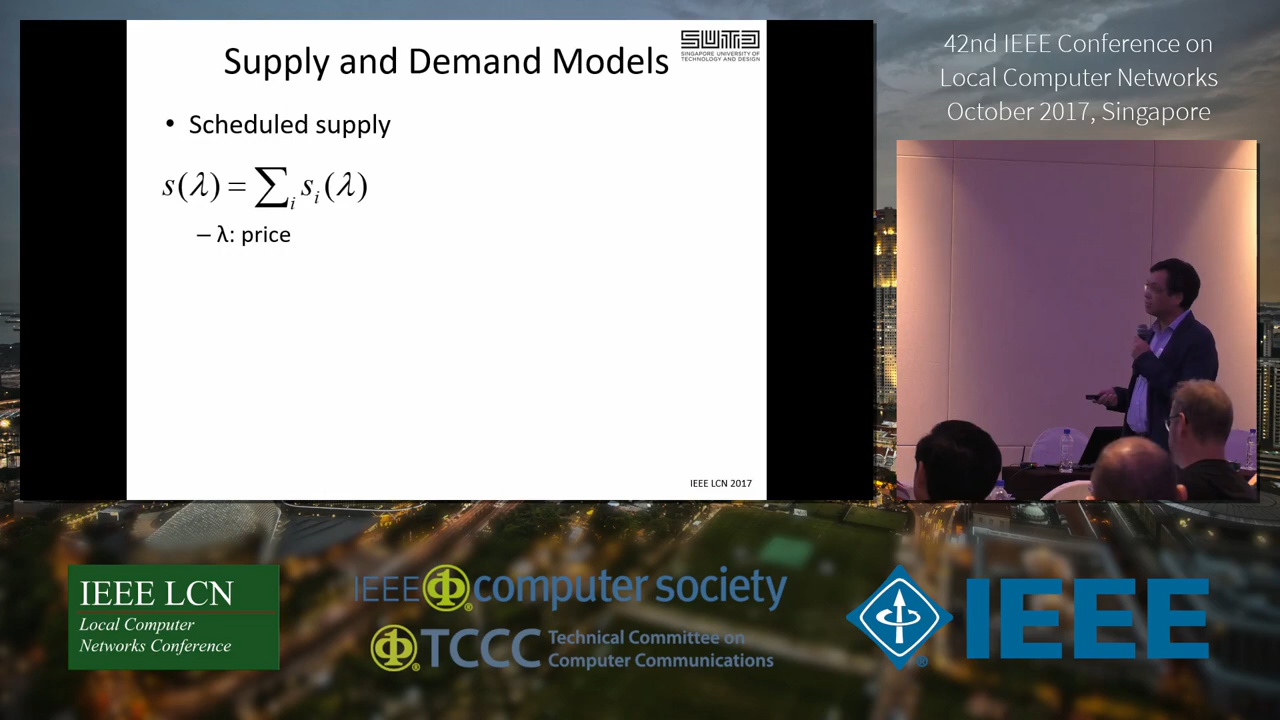 Supply and Demand Models
SUTD
SINGAPORE UNIVERSITY OF
TECHNOLOGY AND DESIGN
• Scheduled supply
s(λ) = ∑i si(λ)
– λ: price
IEEE LCN 2017
42nd IEEE Conference on
Local Computer Networks
October 2017, Singapore
IEEE LCN
Local Computer
Networks Conference
IEEE computer society
TCCC Technical Committee on
Computer Communications
IEEE